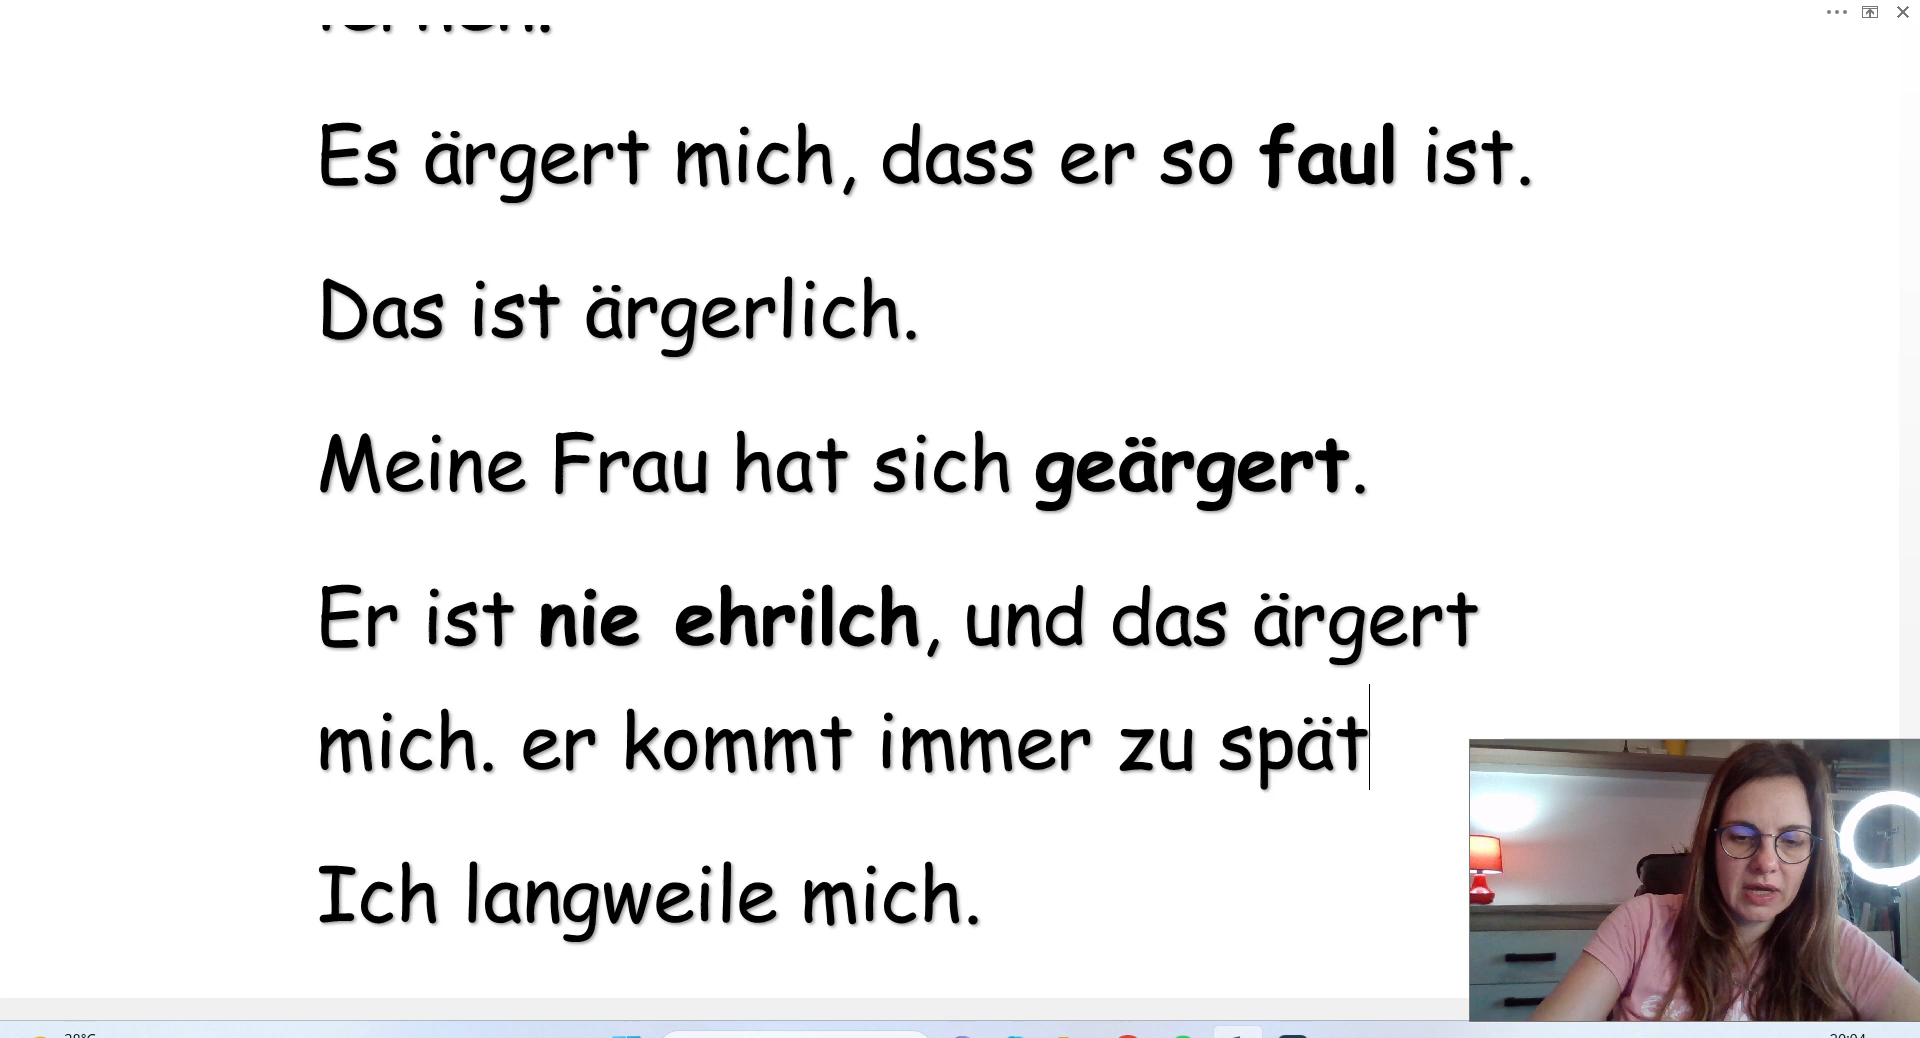 Es ärgert mich, dass er so faul ist.
Das ist ärgerlich.
Meine Frau hat sich geärgert.
Er ist nie ehrilch, und das ärgert
mich. er kommt immer zu spät
Ich langweile mich.